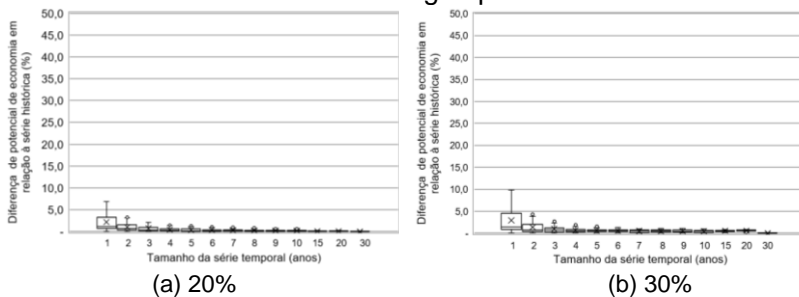 50,0
45,0
40,0
35,0
30,0
25,0
20,0
15,0
10,0
5,0
-
Diferença de potencial de economia em
relação à série histórica (%)
1 2 3 4 5 6 7 8 9 10 15 20 30
Tamanho da série temporal (anos)
(a) 20%
50,0
45,0
40,0
35,0
30,0
25,0
20,0
15,0
10,0
5,0
-
Diferença de potencial de economia em
relação à série histórica (%)
1 2 3 4 5 6 7 8 9 10 15 20 30
Tamanho da série temporal (anos)
(b) 30%